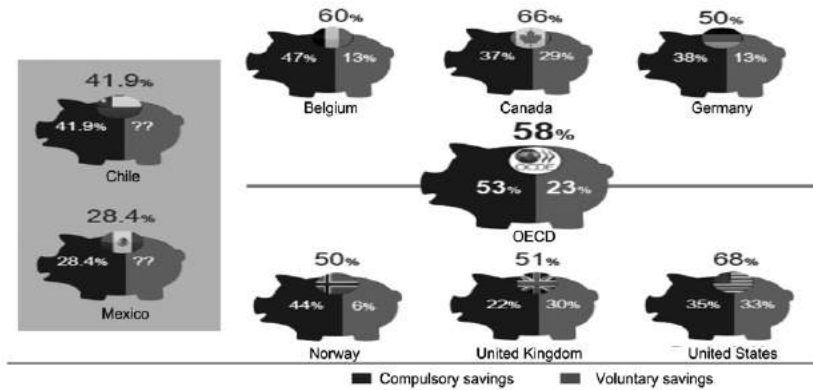 60%
47% 13%
Belgium
66%
37% 29%
Canada
50%
38% 13%
Germany
41.9%
41.9% ??
Chile
58%
OCDE
53% 23%
OECD
28.4%
28.4% ??
Mexico
50%
44% 6%
Norway
51%
22% 30%
United Kingdom
68%
35% 33%
United States
Compulsory savings Voluntary savings